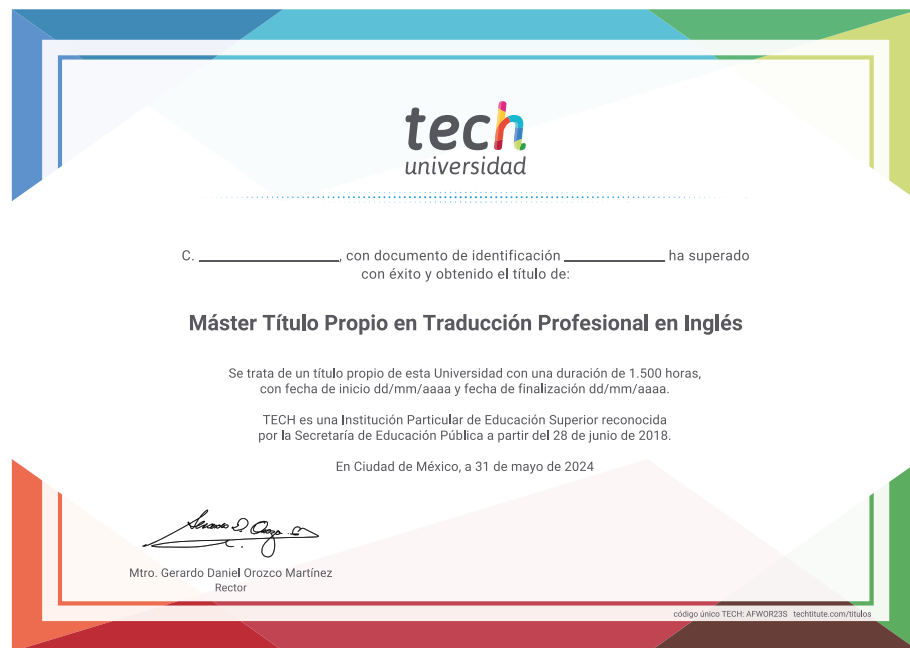 tech
universidad
C. ____________________, con documento de identificación ______________ ha superado
con éxito y obtenido el título de:
Máster Título Propio en Traducción Profesional en Inglés
Se trata de un título propio de esta Universidad con una duración de 1.500 horas,
con fecha de inicio dd/mm/aaaa y fecha de finalización dd/mm/aaaa.
TECH es una Institución Particular de Educación Superior reconocida
por la Secretaría de Educación Pública a partir del 28 de junio de 2018.
En Ciudad de México, a 31 de mayo de 2024
Mtro. Gerardo Daniel Orozco Martínez
Rector
código único TECH: AFWOR23S techtitute.com/titulos